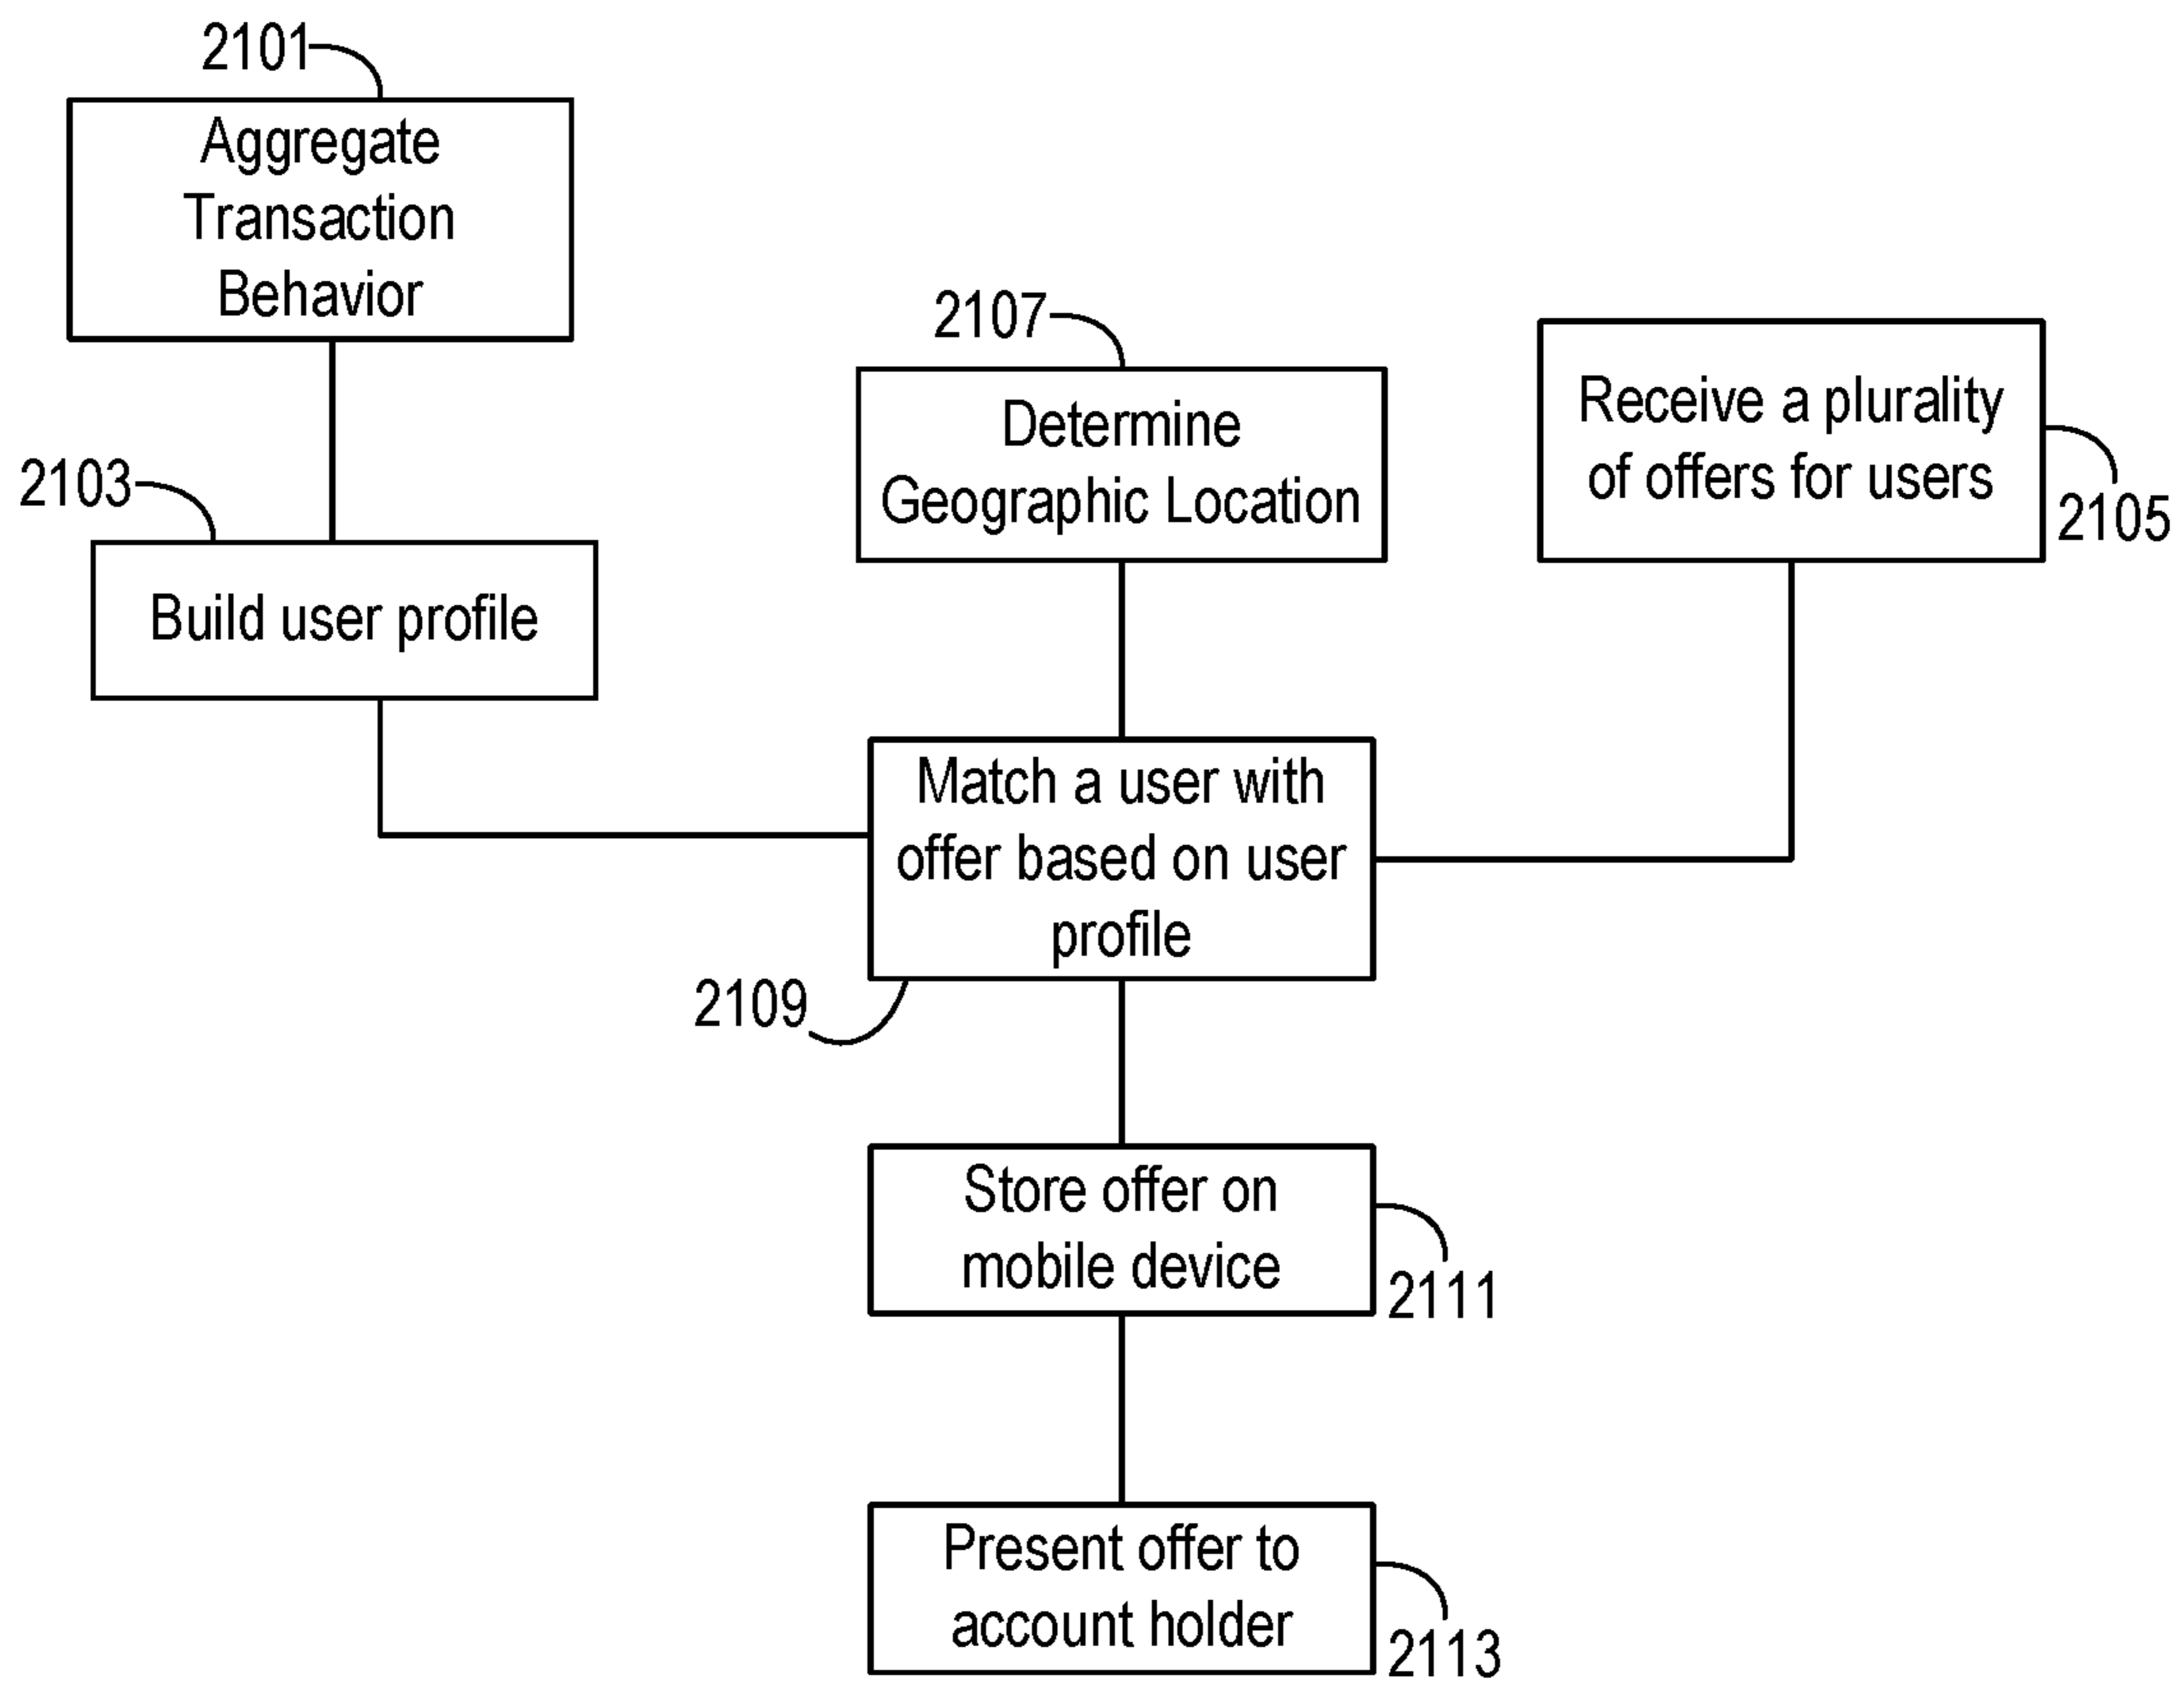 2101
Aggregate
Transaction
Behavior
2103
Build user profile
2107
Determine
Geographic Location
Receive a plurality
of offers for users
2105
Match a user with
offer based on user
profile
2109
Store offer on
mobile device
2111
Present offer to
account holder
2113